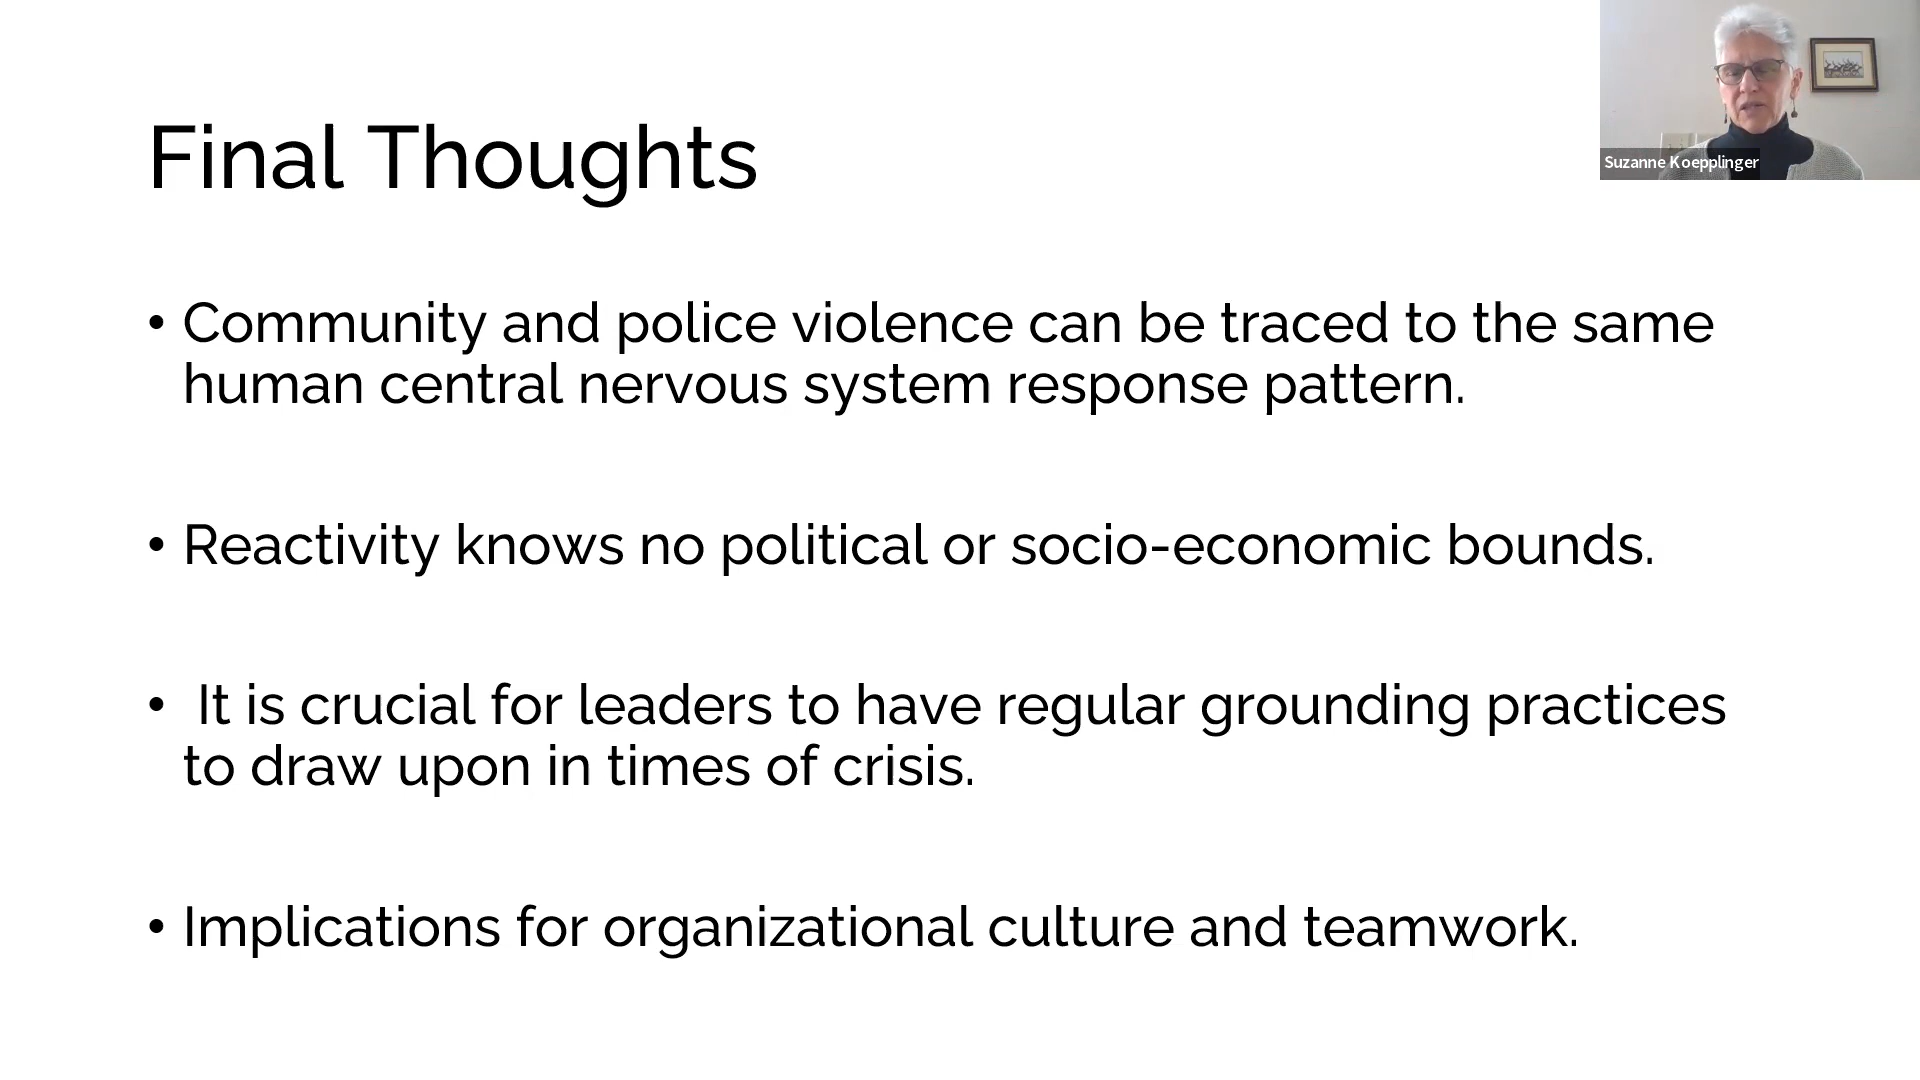 Final Thoughts
Suzanne Koepplinger
• Community and police violence can be traced to the same
human central nervous system response pattern.
• Reactivity knows no political or socio-economic bounds.
• It is crucial for leaders to have regular grounding practices
to draw upon in times of crisis.
• Implications for organizational culture and teamwork.